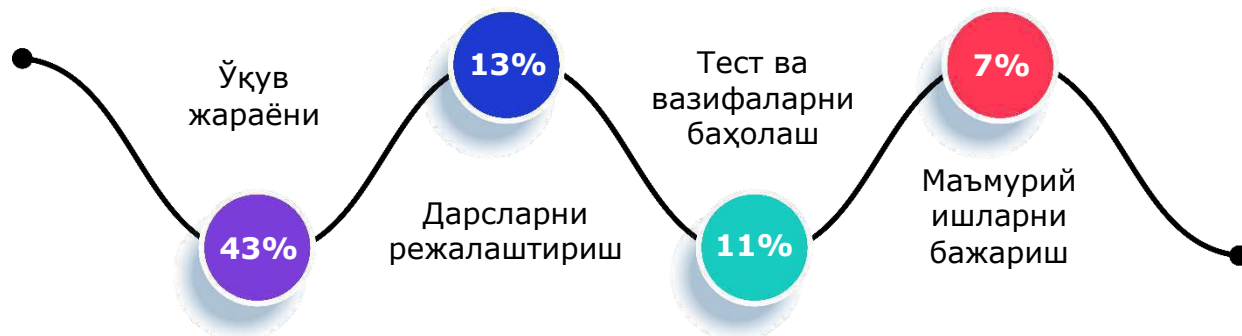 Ўқув
жараёни
43%
13%
Дарсларни
режалаштириш
Тест ва
вазифаларни
баҳолаш
11%
7%
Маъмурий
ишларни
бажариш